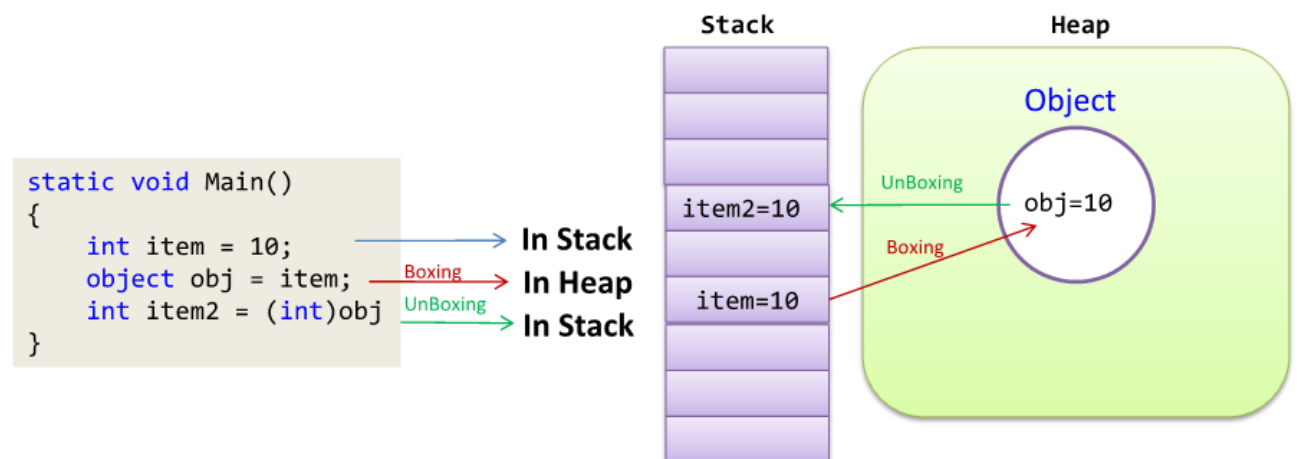 static void Main()
{
int item = 10;
object obj = item;
int item2 = (int)obj
}
Boxing
UnBoxing
In Stack
In Heap
In Stack
Stack
item2=10
item=10
Heap
Object
obj=10
UnBoxing
Boxing